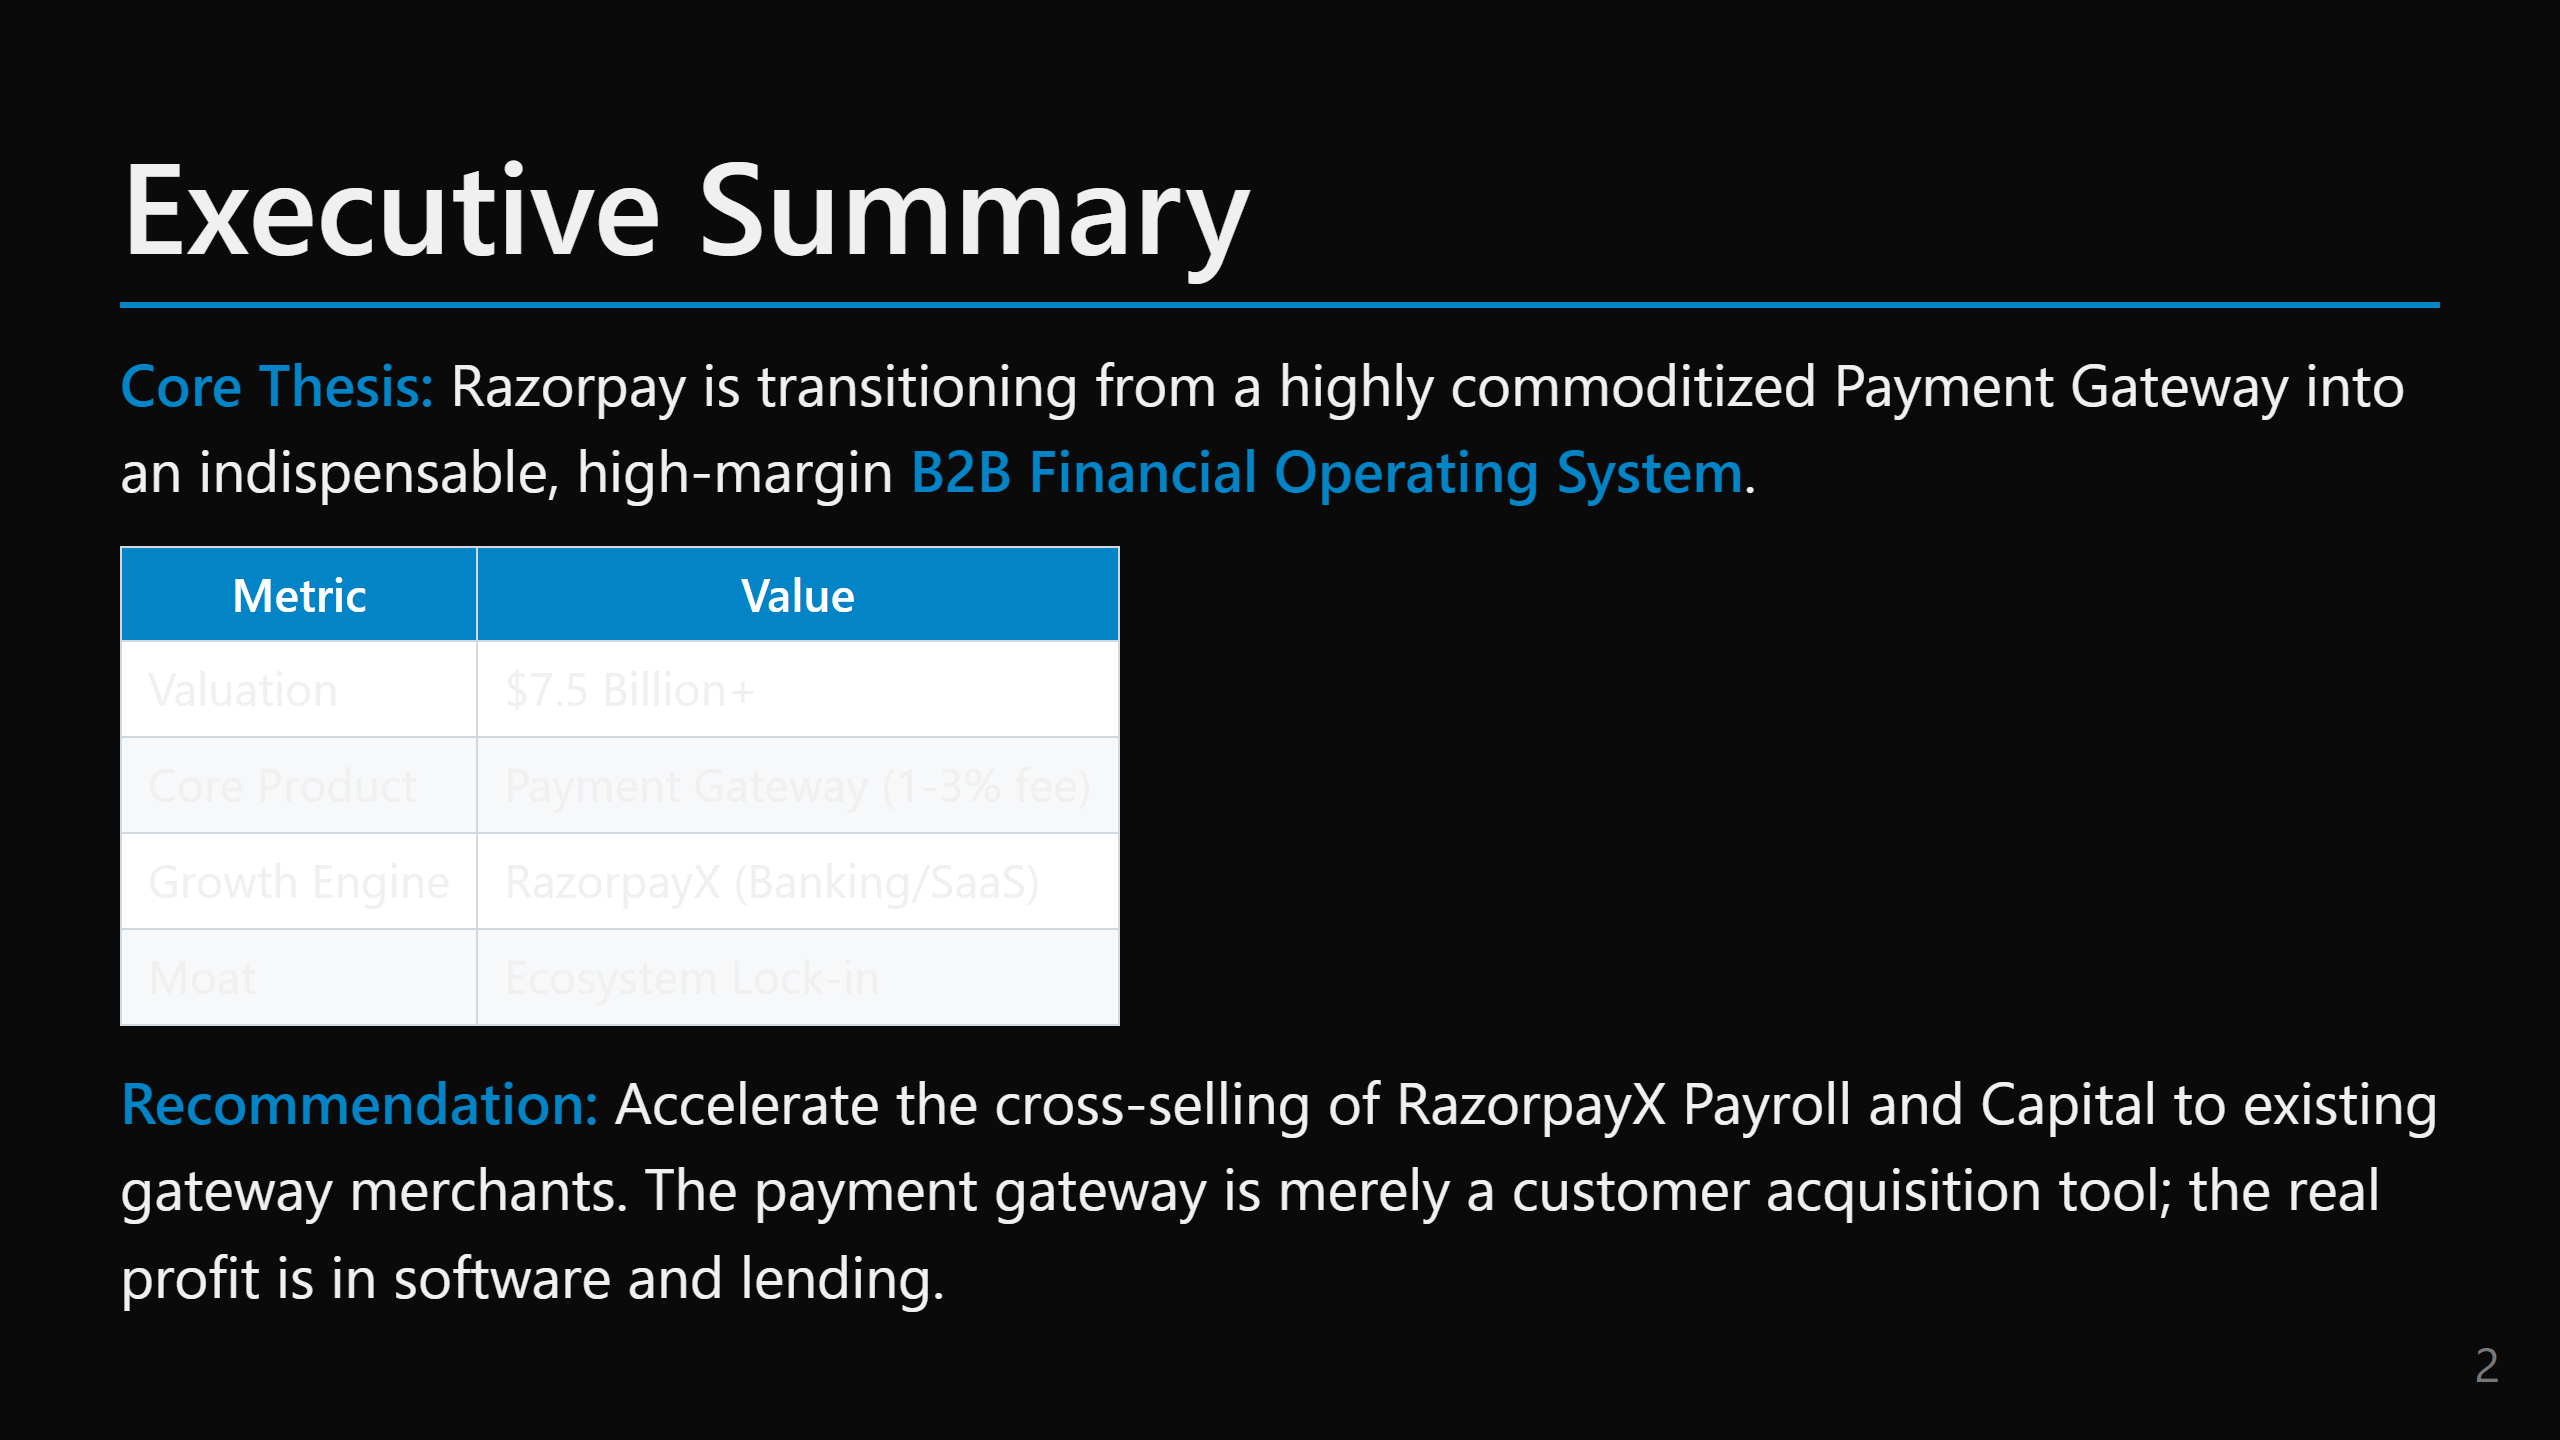 Executive Summary
Core Thesis: Razorpay is transitioning from a highly commoditized Payment Gateway into
an indispensable, high-margin B2B Financial Operating System.
Metric Value
Valuation $7.5 Billion+
Core Product Payment Gateway (1-3% fee)
Growth Engine RazorpayX (Banking/SaaS)
Moat Ecosystem Lock-in
Recommendation: Accelerate the cross-selling of RazorpayX Payroll and Capital to existing
gateway merchants. The payment gateway is merely a customer acquisition tool; the real
profit is in software and lending.
2